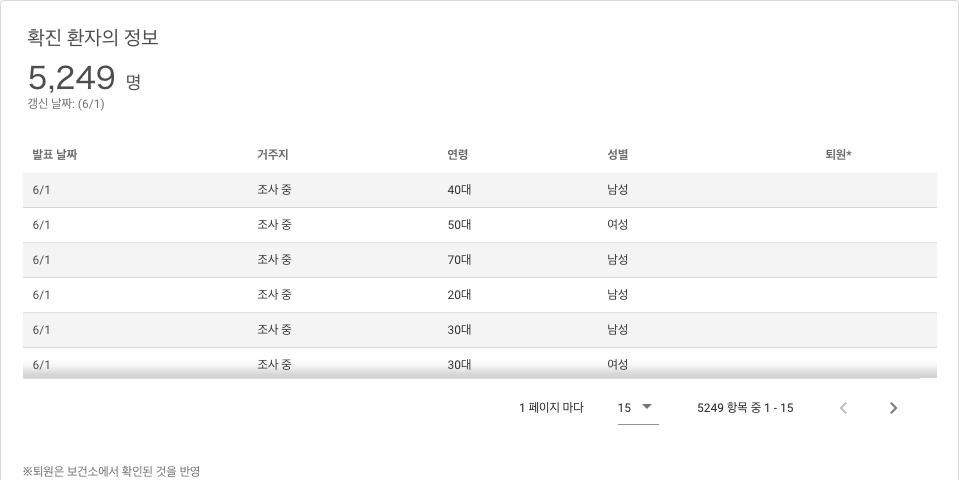 확진 환자의 정보
5,249 명
갱신 날짜: (6/1)
발표 날짜 거주지 연령 성별 퇴원*
6/1 조사 중 40대 남성
6/1 조사 중 50대 여성
6/1 조사 중 70대 남성
6/1 조사 중 20대 남성
6/1 조사 중 30대 남성
6/1 조사 중 30대 여성
1 페이지 마다 15 5249 항목 중 1 - 15
※퇴원은 보건소에서 확인된 것을 반영